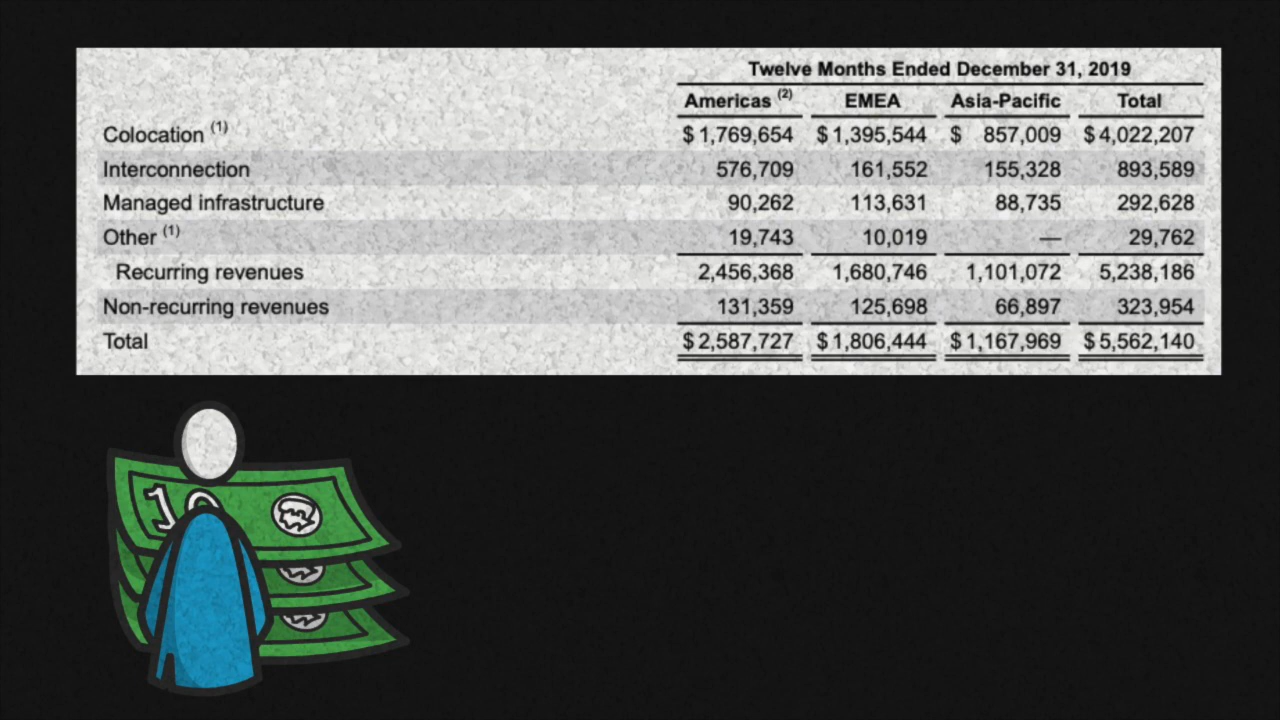 Twelve Months Ended December 31, 2019
Americas (2) EMEA Asia-Pacific Total
Colocation (1) $ 1,769,654 $ 1,395,544 $ 857,009 $ 4,022,207
Interconnection 576,709 161,552 155,328 893,589
Managed infrastructure 90,262 113,631 88,735 292,628
Other (1) 19,743 10,019 — 29,762
Recurring revenues 2,456,368 1,680,746 1,101,072 5,238,186
Non-recurring revenues 131,359 125,698 66,897 323,954
Total $ 2,587,727 $ 1,806,444 $ 1,167,969 $ 5,562,140